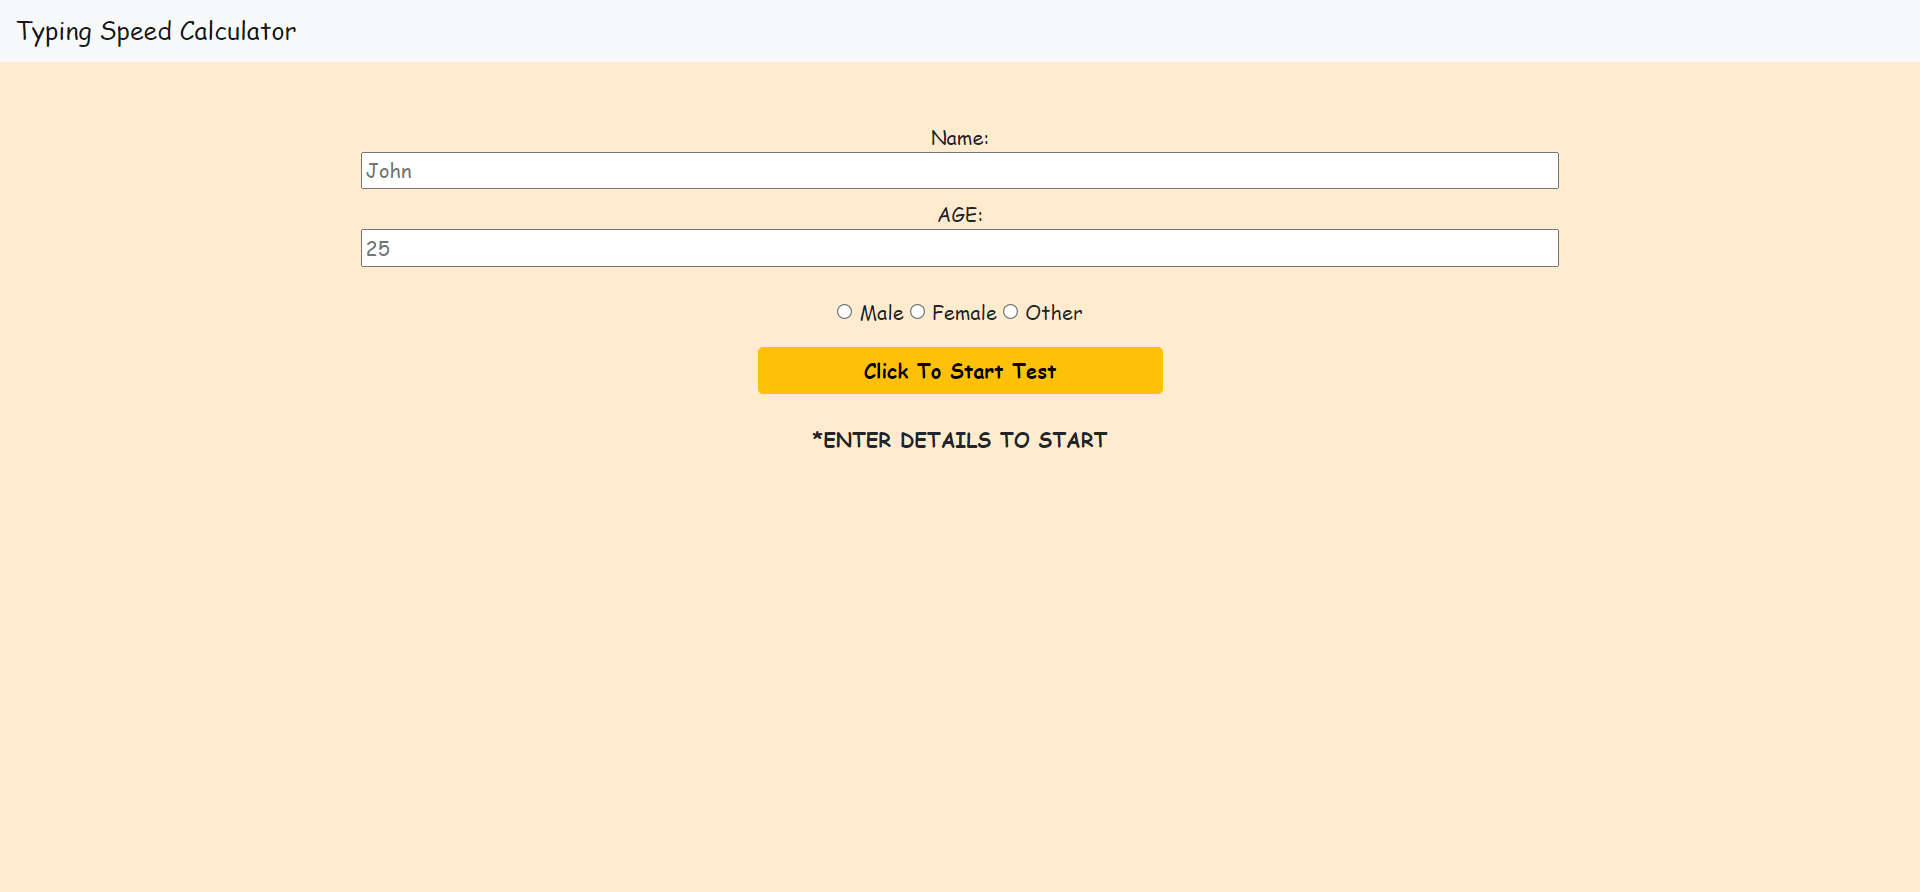 Typing Speed Calculator
Name:
John
AGE:
25
Male Female Other
Click To Start Test
*ENTER DETAILS TO START